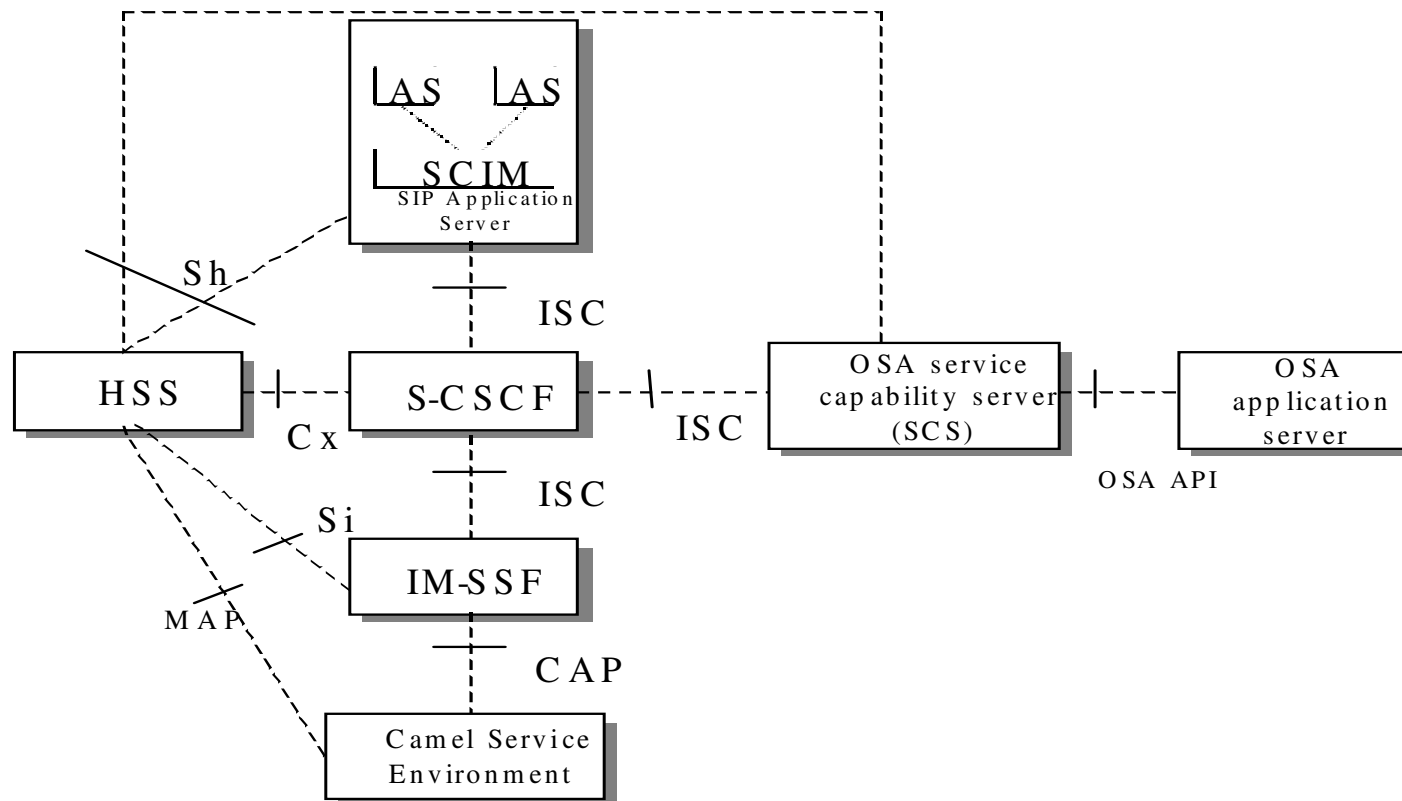 AS
AS
SCIM
SIP Application
Server
Sh
ISC
HSS
S-CSCF
OSA service
capability server
(SCS)
OSA
application
server
Cx
ISC
ISC
OSA API
Si
IM-SSF
MAP
CAP
Camel Service
Environment